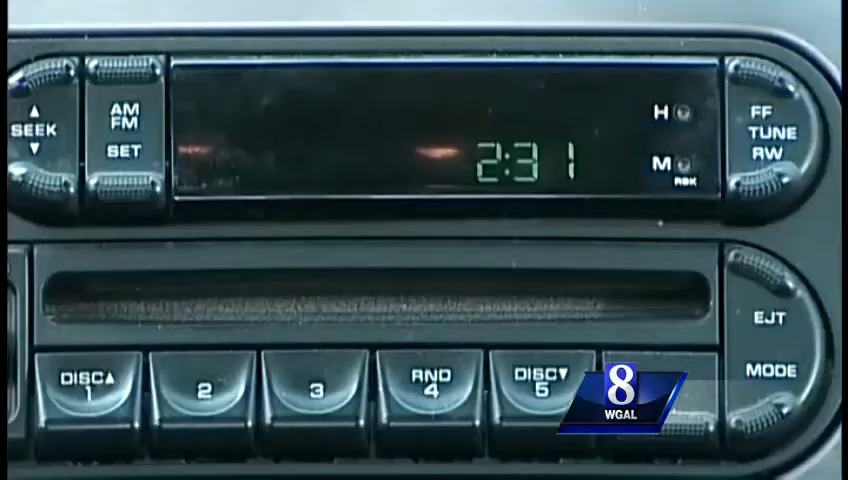 SEEK
AM
FM
SET
2:31
H
M
RBK
FF
TUNE
RW
EJT
MODE
DISC▲
1
2
3
RND
4
DISC▼
5
8
WGAL